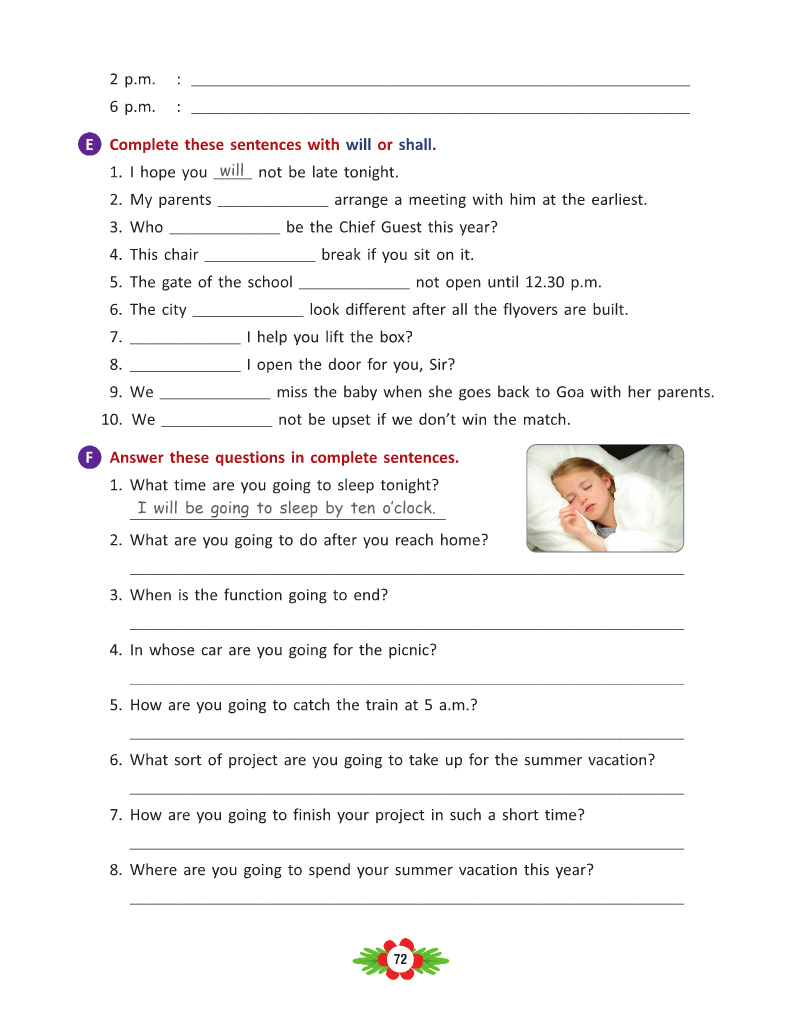 2 p.m. : ____________________
6 p.m. : ____________________
E Complete these sentences with will or shall.
1. I hope you will not be late tonight.
2. My parents ____________ arrange a meeting with him at the earliest.
3. Who ____________ be the Chief Guest this year?
4. This chair ____________ break if you sit on it.
5. The gate of the school ____________ not open until 12.30 p.m.
6. The city ____________ look different after all the flyovers are built.
7. ____________ I help you lift the box?
8. ____________ I open the door for you, Sir?
9. We ____________ miss the baby when she goes back to Goa with her parents.
10. We ____________ not be upset if we don't win the match.
F Answer these questions in complete sentences.
1. What time are you going to sleep tonight?
I will be going to sleep by ten o'clock.
2. What are you going to do after you reach home?
3. When is the function going to end?
4. In whose car are you going for the picnic?
5. How are you going to catch the train at 5 a.m.?
6. What sort of project are you going to take up for the summer vacation?
7. How are you going to finish your project in such a short time?
8. Where are you going to spend your summer vacation this year?
72